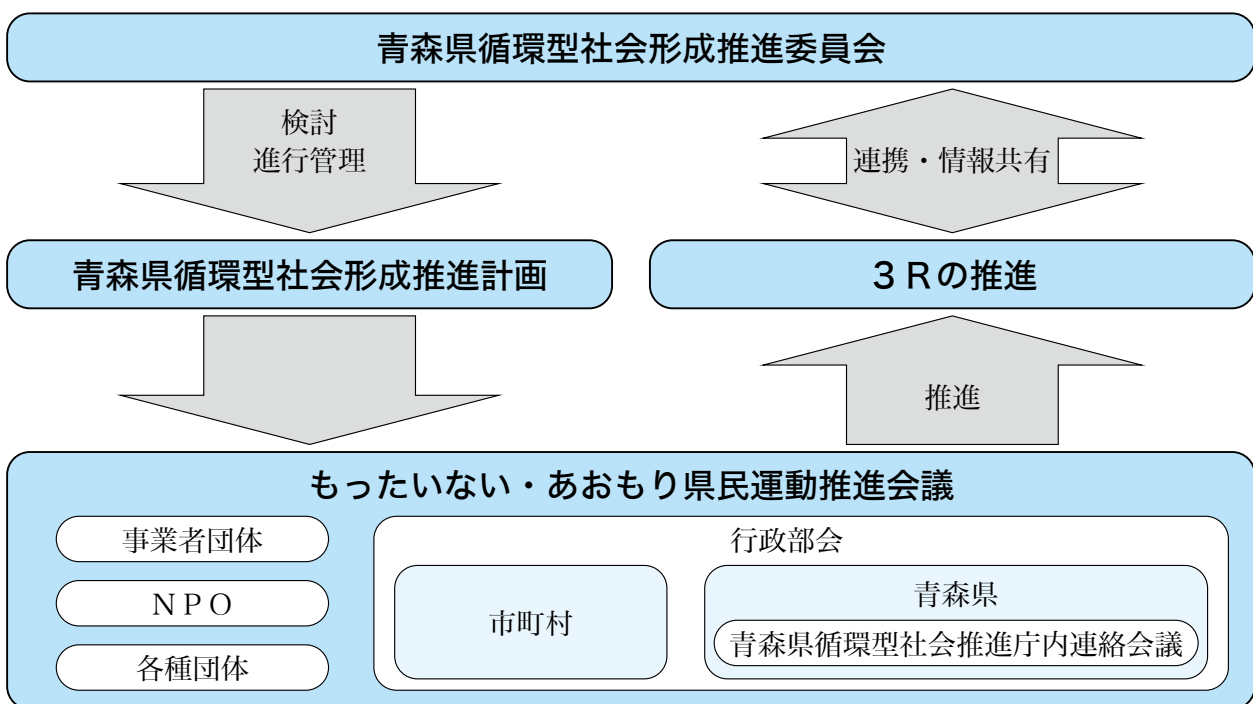 青森県循環型社会形成推進委員会
検討
進行管理
連携・情報共有
青森県循環型社会形成推進計画
３Ｒの推進
推進
もったいない・あおもり県民運動推進会議
事業者団体
ＮＰＯ
各種団体
行政部会
市町村
青森県
青森県循環型社会推進庁内連絡会議